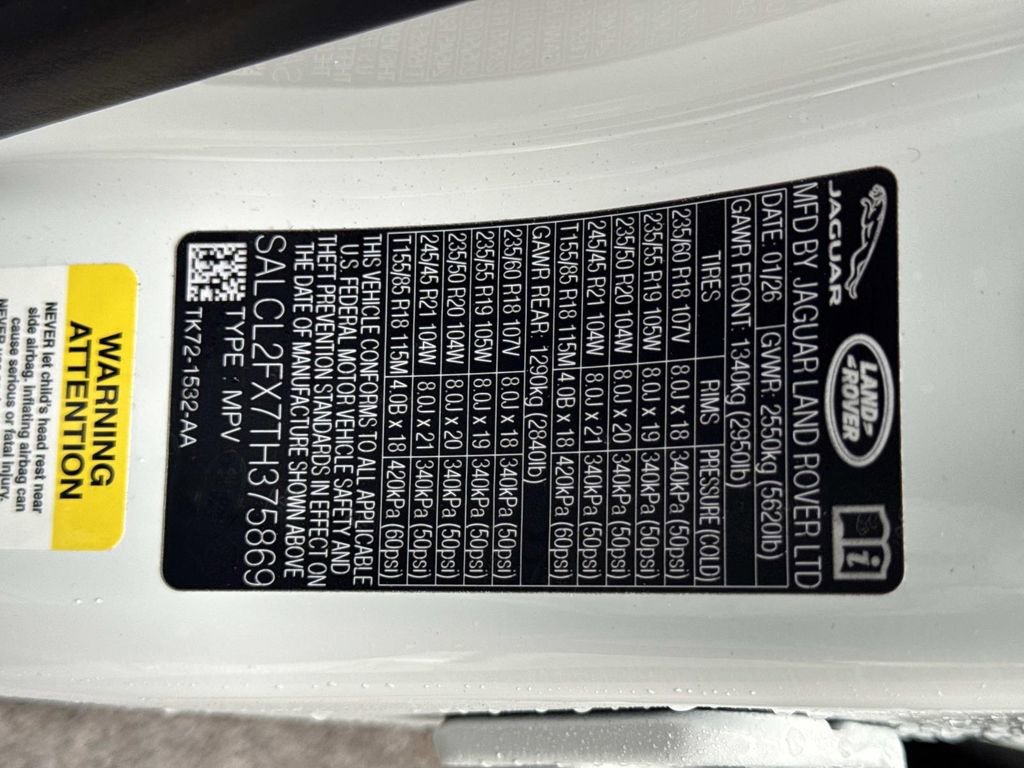 JAGUAR
LAND
ROVER
i
MFD BY JAGUAR LAND ROVER LTD
DATE: 01/26 GVWR: 2550kg (5620lb)
GAWR FRONT: 1340kg (2950lb)
TIRES RIMS PRESSURE (COLD)
235/60 R18 107V 8.0J x 18 340kPa (50psi)
235/55 R19 105W 8.0J x 19 340kPa (50psi)
235/50 R20 104W 8.0J x 20 340kPa (50psi)
245/45 R21 104W 8.0J x 21 340kPa (50psi)
T155/85 R18 115M 4.0B x 18 420kPa (60psi)
GAWR REAR: 1290kg (2840lb)
235/60 R18 107V 8.0J x 18 340kPa (50psi)
235/55 R19 105W 8.0J x 19 340kPa (50psi)
235/50 R20 104W 8.0J x 20 340kPa (50psi)
245/45 R21 104W 8.0J x 21 340kPa (50psi)
T155/85 R18 115M 4.0B x 18 420kPa (60psi)
THIS VEHICLE CONFORMS TO ALL APPLICABLE
U.S. FEDERAL MOTOR VEHICLE SAFETY AND
THEFT PREVENTION STANDARDS IN EFFECT ON
THE DATE OF MANUFACTURE SHOWN ABOVE
SALCL2FX7TH375869
TYPE : MPV
TK72-1532-AA
WARNING
ATTENTION
NEVER let child's head rest near
side airbag. Inflating airbag can
cause serious or fatal injury.